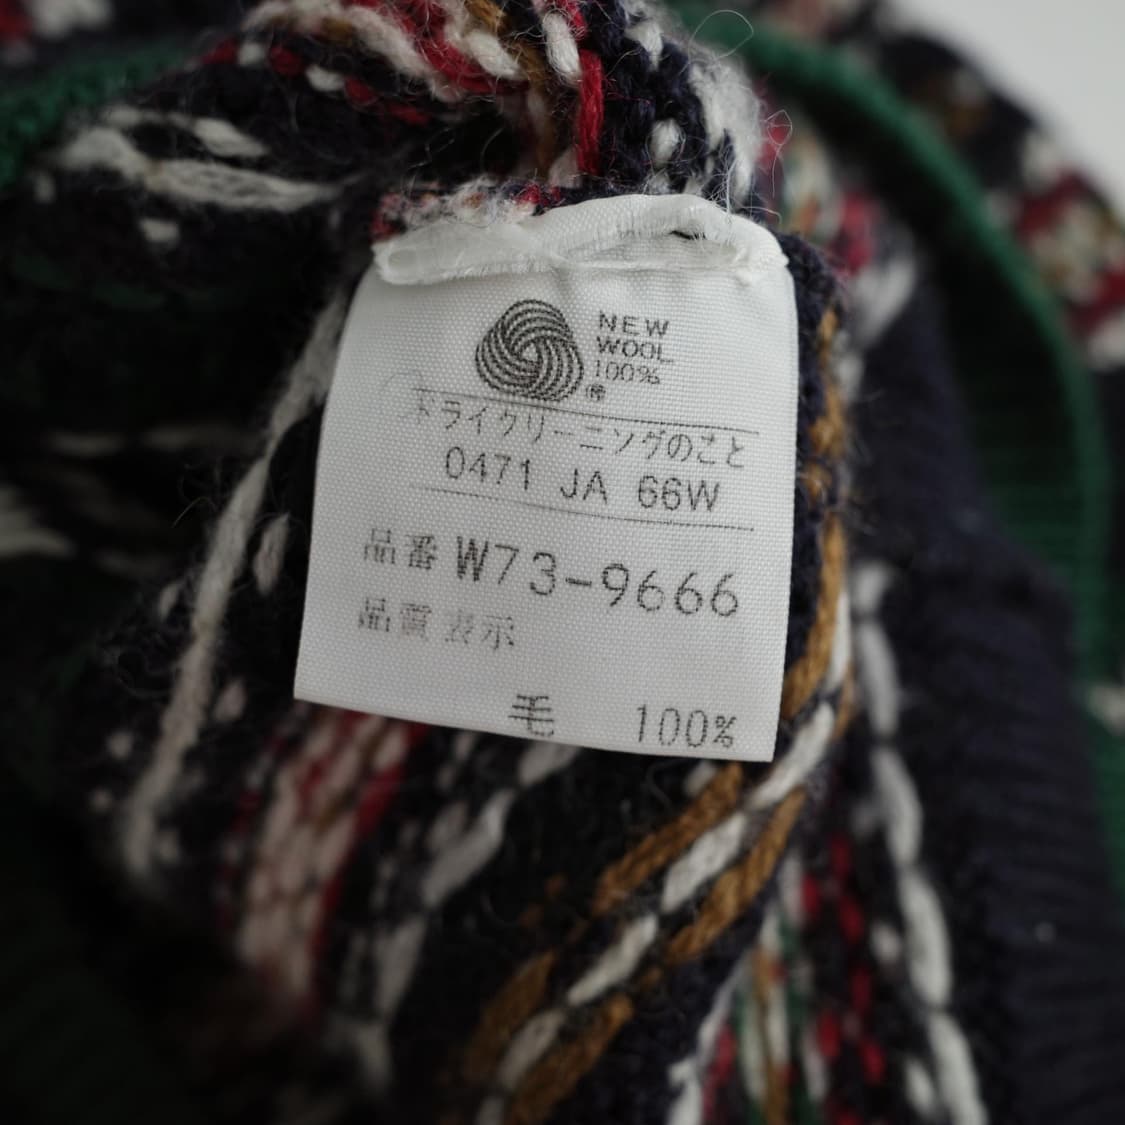 NEW
WOOL
100%
®
ドライクリーニングのこと
0471 JA 66W
品番 W73-9666
品質表示
毛 100%